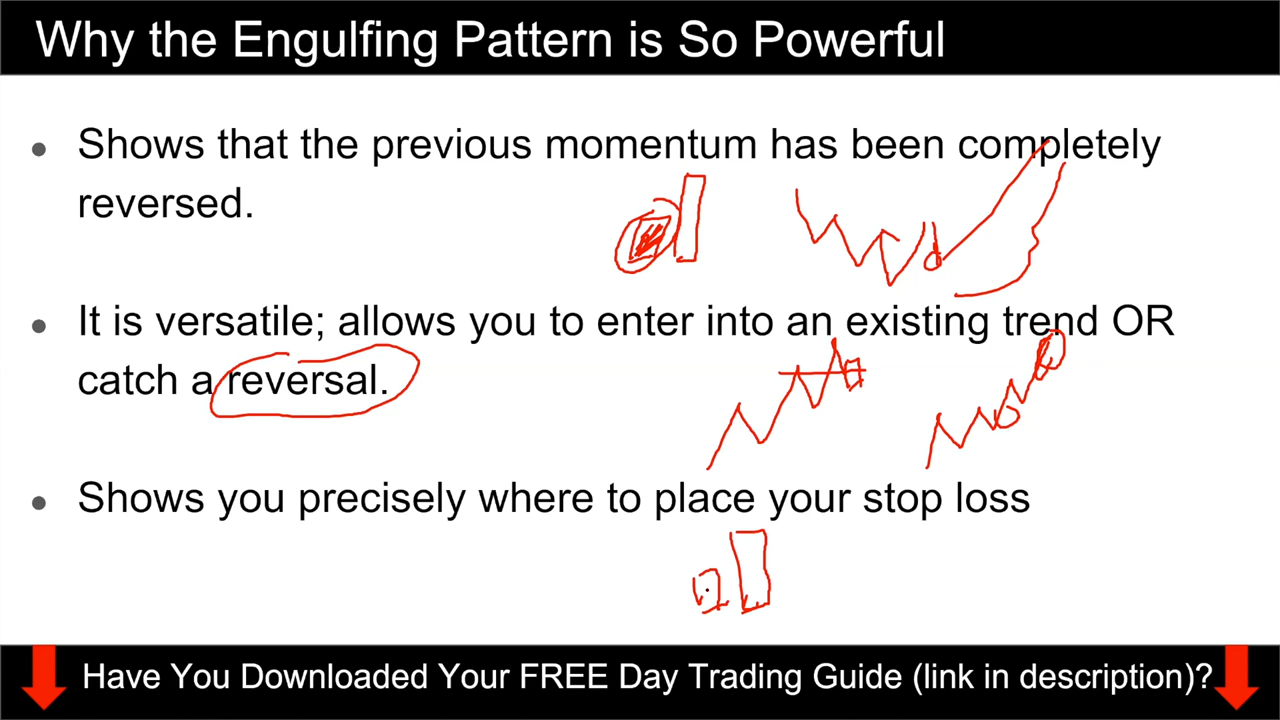 Why the Engulfing Pattern is So Powerful
● Shows that the previous momentum has been completely
reversed.
● It is versatile; allows you to enter into an existing trend OR
catch a reversal.
● Shows you precisely where to place your stop loss
Have You Downloaded Your FREE Day Trading Guide (link in description)?